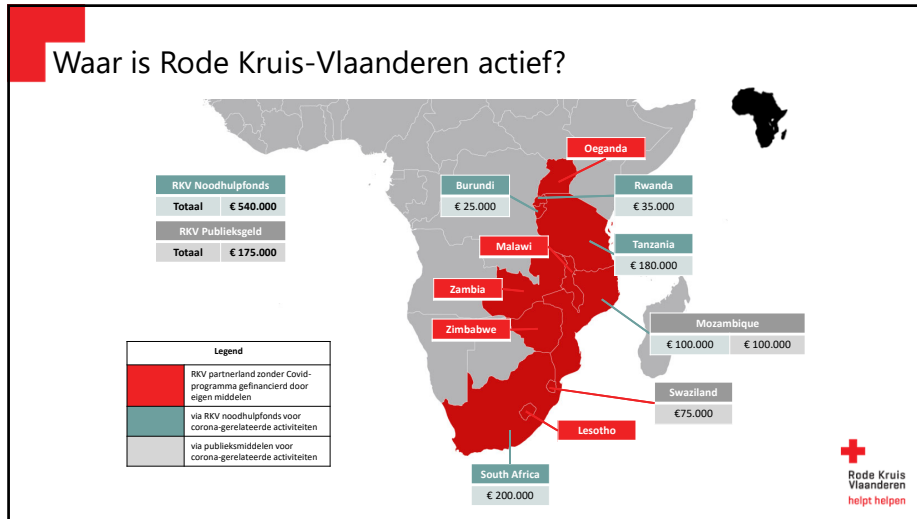 Waar is Rode Kruis-Vlaanderen actief?
Oeganda
RKV Noodhulpfonds
Totaal € 540.000
RKV Publieksgeld
Totaal € 175.000
Burundi
€ 25.000
Rwanda
€ 35.000
Tanzania
€ 180.000
Malawi
Zambia
Zimbabwe
Mozambique
€ 100.000 € 100.000
Swaziland
€75.000
Lesotho
South Africa
€ 200.000
Legend
RKV partnerland zonder Covid-
programma gefinancierd door
eigen middelen
via RKV noodhulpfonds voor
corona-gerelateerde activiteiten
via publieksmiddelen voor
corona-gerelateerde activiteiten
Rode Kruis
Vlaanderen
helpt helpen